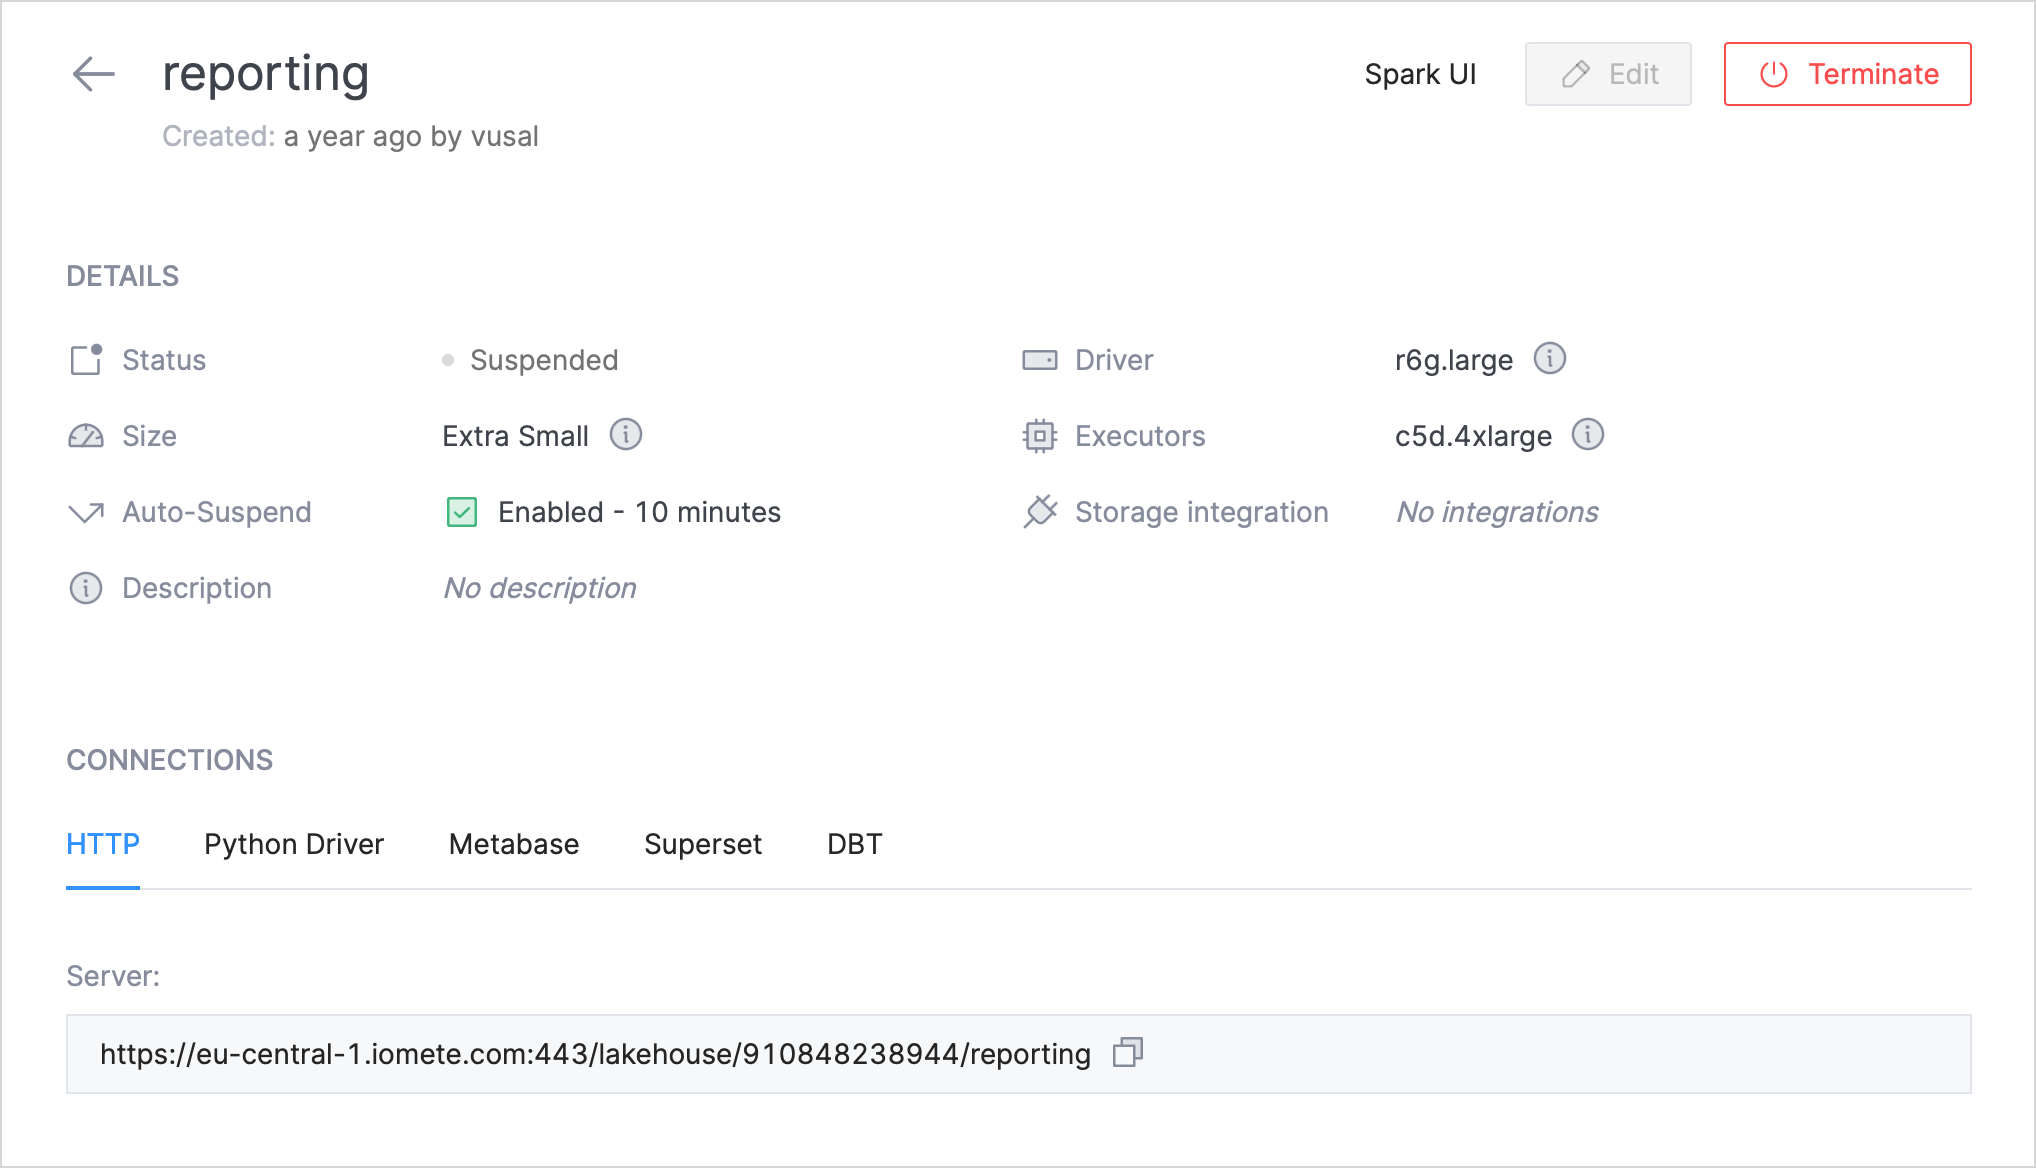 reporting
Spark UI
Edit
Terminate
Created: a year ago by vusal
DETAILS
Status
Suspended
Driver
r6g.large
Size
Extra Small
Executors
c5d.4xlarge
Auto-Suspend
Enabled - 10 minutes
Storage integration
No integrations
Description
No description
CONNECTIONS
HTTP
Python Driver
Metabase
Superset
DBT
Server:
https://eu-central-1.iomete.com:443/lakehouse/910848238944/reporting